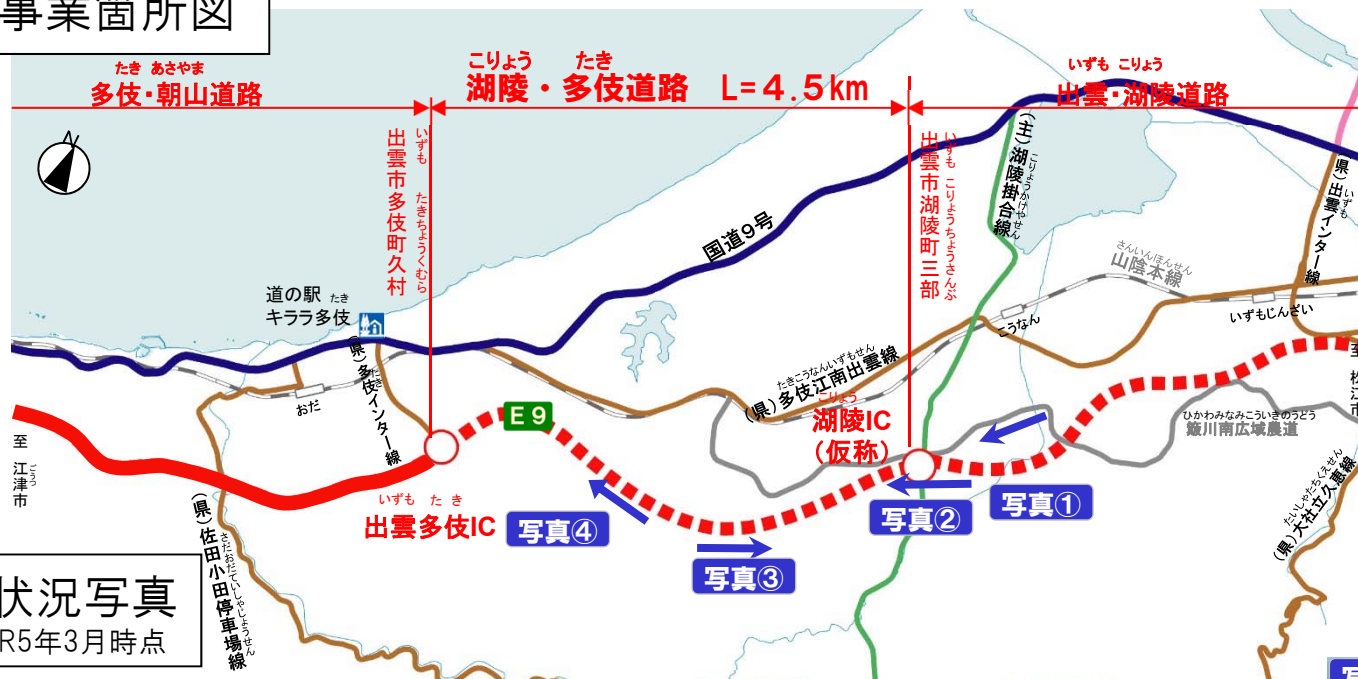 事業箇所図
たき あさやま
多伎・朝山道路
こりょう たき
湖陵・多伎道路 L=4.5km
いずも こりょう
出雲・湖陵道路
出雲市多伎町久村
いずも たきちょうくむら
出雲市湖陵町三部
いずも こりょうちょうさんぶ
(主)湖陵掛合線
こりょうかけやせん
(県)出雲インター線
いずも
国道9号
さんいんほんせん
山陰本線
道の駅 たき
キララ多伎
(県)多伎インター線
たき
おだ
こうなん
いずもじんざい
至 松江市
たきこうなんいずもせん
(県)多伎江南出雲線
E9
こりょう
湖陵IC
(仮称)
ひかわみなみこういきのうどう
簸川南広域農道
至 江津市
ごうつ
いずも たき
出雲多伎IC
写真④
写真③
写真②
写真①
(県)大社立久恵線
たいしゃたちくえせん
(県)佐田小田停車場線
さだおだていしゃじょうせん
状況写真
R5年3月時点